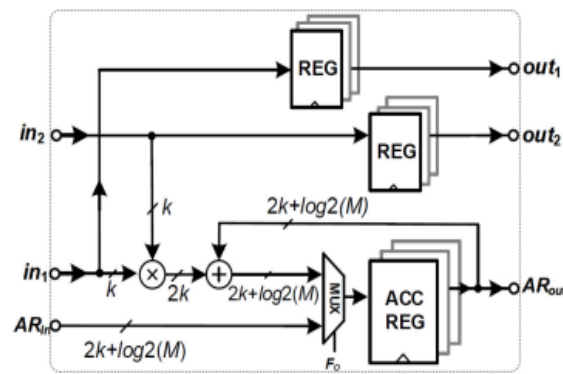 REG
out1
in2
REG
out2
k
2k+log2(M)
in1
k
×
2k
+
2k+log2(M)
MUX
ACC
REG
ARout
ARin
2k+log2(M)
Fo